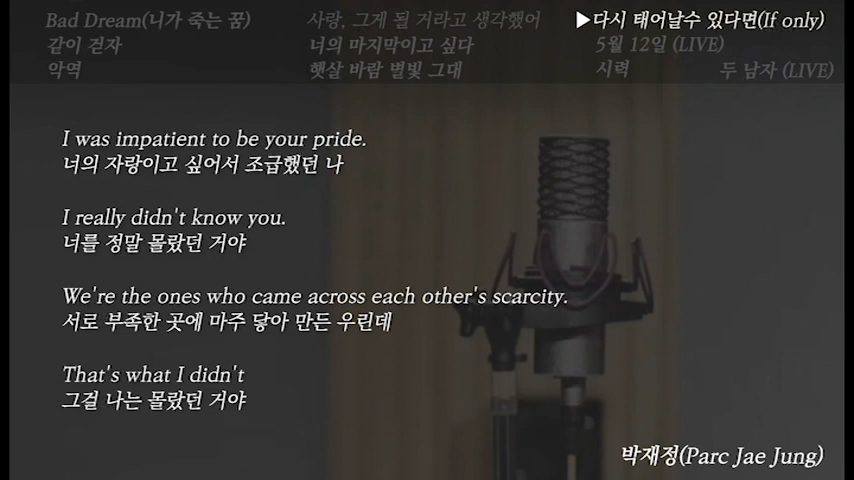 Bad Dream(니가 죽는 꿈) 사랑, 그게 될 거라고 생각했어 ▶다시 태어날수 있다면(If only)
같이 걷자 너의 마지막이고 싶다 5월 12일 (LIVE)
악역 햇살 바람 별빛 그대 시력 두 남자 (LIVE)
I was impatient to be your pride.
너의 자랑이고 싶어서 조급했던 나
I really didn't know you.
너를 정말 몰랐던 거야
We're the ones who came across each other's scarcity.
서로 부족한 곳에 마주 닿아 만든 우린데
That's what I didn't
그걸 나는 몰랐던 거야
박재정(Parc Jae Jung)